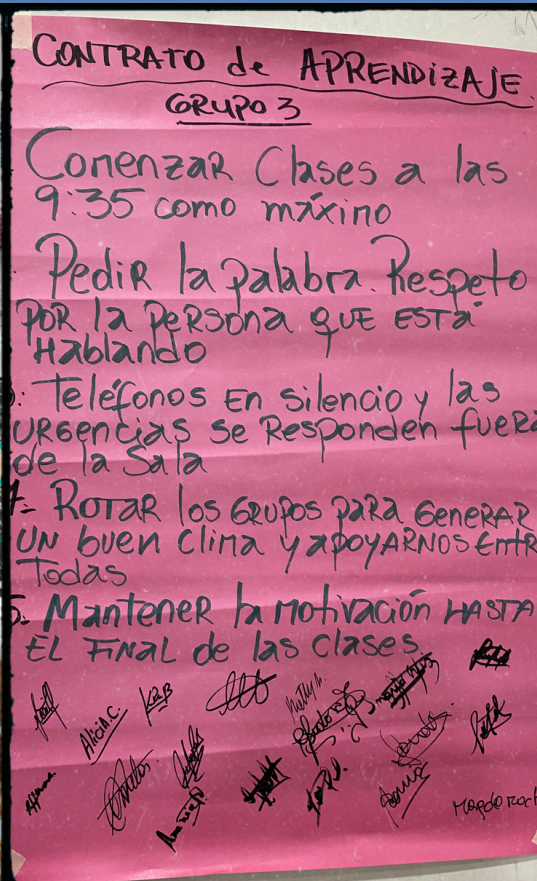 CONTRATO de APRENDIZAJE.
GRUPO 3
Comenzar Clases a las
9:35 como máximo
Pedir la palabra. Respeto
POR la Persona QUE ESTá
Hablando
: Teléfonos En Silencio y las
URGENCIAS Se Responden fuera
de la Sala
4.- ROTAR los GRUPOS para GENERAR
UN buen Clima y apoyARNOS Entr
Todas
5. Mantener la motivación HASTA
EL FINAL de las Clases.
AliciA.C.